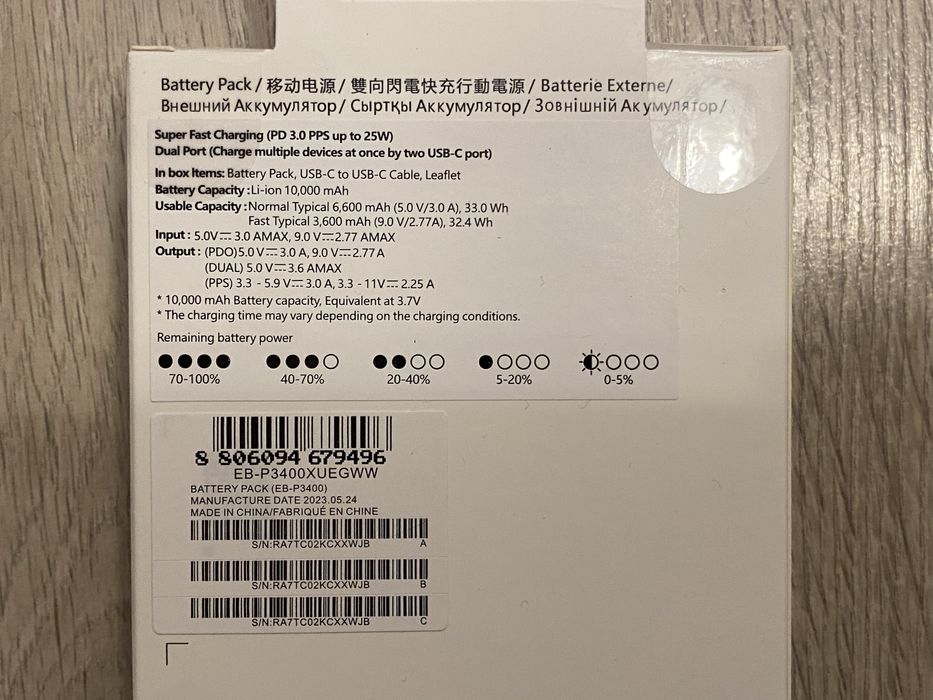 Battery Pack / 移动电源 / 雙向閃電快充行動電源 / Batterie Externe/
Внешний Аккумулятор / Сыртқы Аккумулятор / Зовнішній Акумулятор /
Super Fast Charging (PD 3.0 PPS up to 25W)
Dual Port (Charge multiple devices at once by two USB-C port)
In box Items: Battery Pack, USB-C to USB-C Cable, Leaflet
Battery Capacity : Li-ion 10,000 mAh
Usable Capacity : Normal Typical 6,600 mAh (5.0 V/3.0 A), 33.0 Wh
Fast Typical 3,600 mAh (9.0 V/2.77A), 32.4 Wh
Input : 5.0V⎓ 3.0 AMAX, 9.0 V⎓2.77 AMAX
Output : (PDO) 5.0 V⎓ 3.0 A, 9.0 V⎓ 2.77 A
(DUAL) 5.0 V⎓3.6 AMAX
(PPS) 3.3 - 5.9 V⎓ 3.0 A, 3.3 - 11V⎓ 2.25 A
* 10,000 mAh Battery capacity, Equivalent at 3.7V
* The charging time may vary depending on the charging conditions.
Remaining battery power
70-100% 40-70% 20-40% 5-20% 0-5%
8 806094 679496
EB-P3400XUEGWW
BATTERY PACK (EB-P3400)
MANUFACTURE DATE 2023.05.24
MADE IN CHINA/FABRIQUÉ EN CHINE
S/N:RA7TC02KCXXWJB A
S/N:RA7TC02KCXXWJB B
S/N:RA7TC02KCXXWJB C